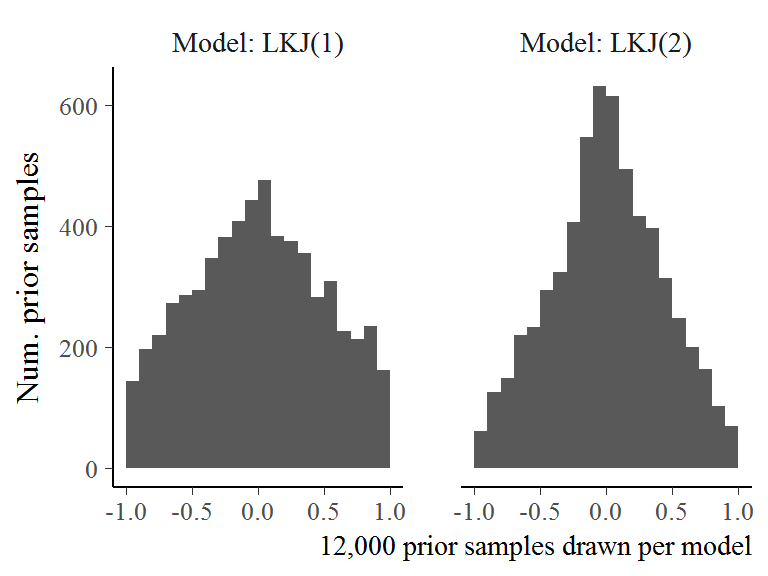 Model: LKJ(1)
Model: LKJ(2)
Num. prior samples
600
400
200
0
-1.0 -0.5 0.0 0.5 1.0
-1.0 -0.5 0.0 0.5 1.0
12,000 prior samples drawn per model